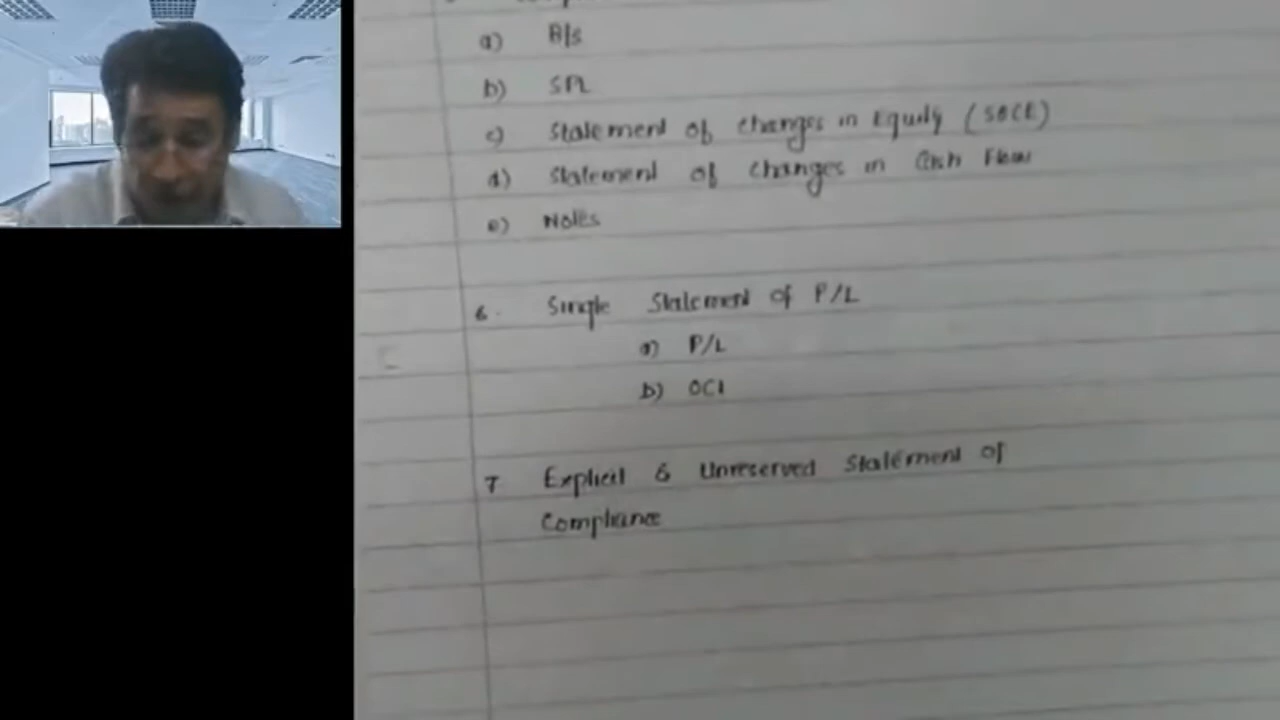 a) B/s
b) SPL
c) Statement of changes in Equity (SOCE)
d) Statement of changes in Cash Flow
e) Notes
6. Single Statement of P/L
a) P/L
b) OCI
7 Explicit & Unreserved Statement of
Compliance